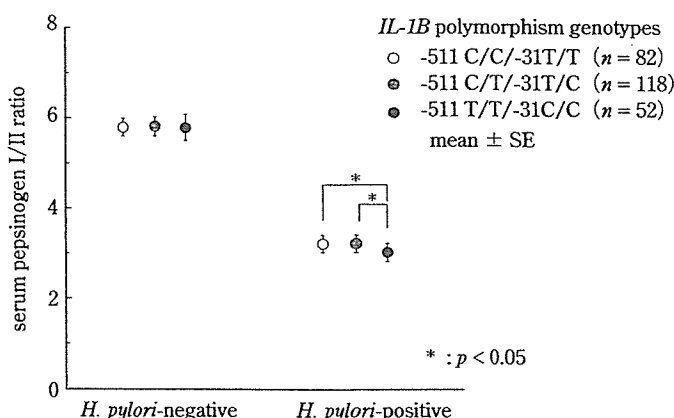 8
6
4
2
0
serum pepsinogen I/II ratio
IL-1B polymorphism genotypes
-511 C/C/-31T/T (n = 82)
-511 C/T/-31T/C (n = 118)
-511 T/T/-31C/C (n = 52)
mean ± SE
*
*
* : p < 0.05
H. pylori-negative
H. pylori-positive